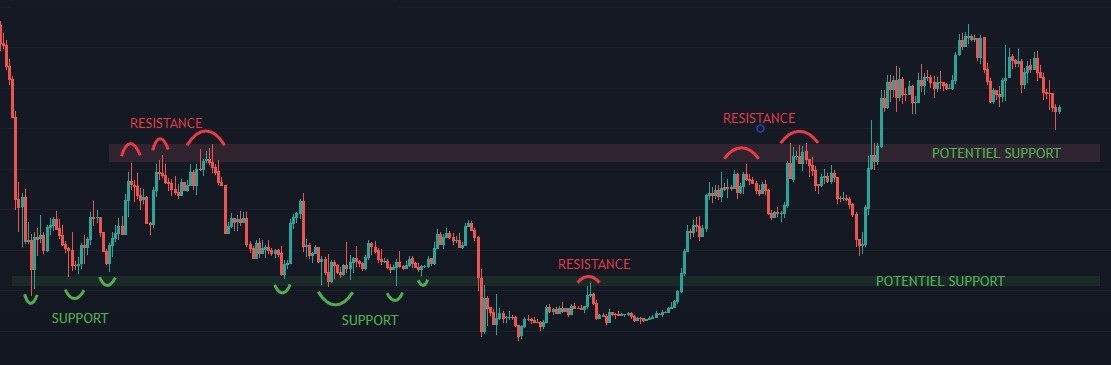 RESISTANCE
RESISTANCE
POTENTIEL SUPPORT
RESISTANCE
POTENTIEL SUPPORT
SUPPORT
SUPPORT